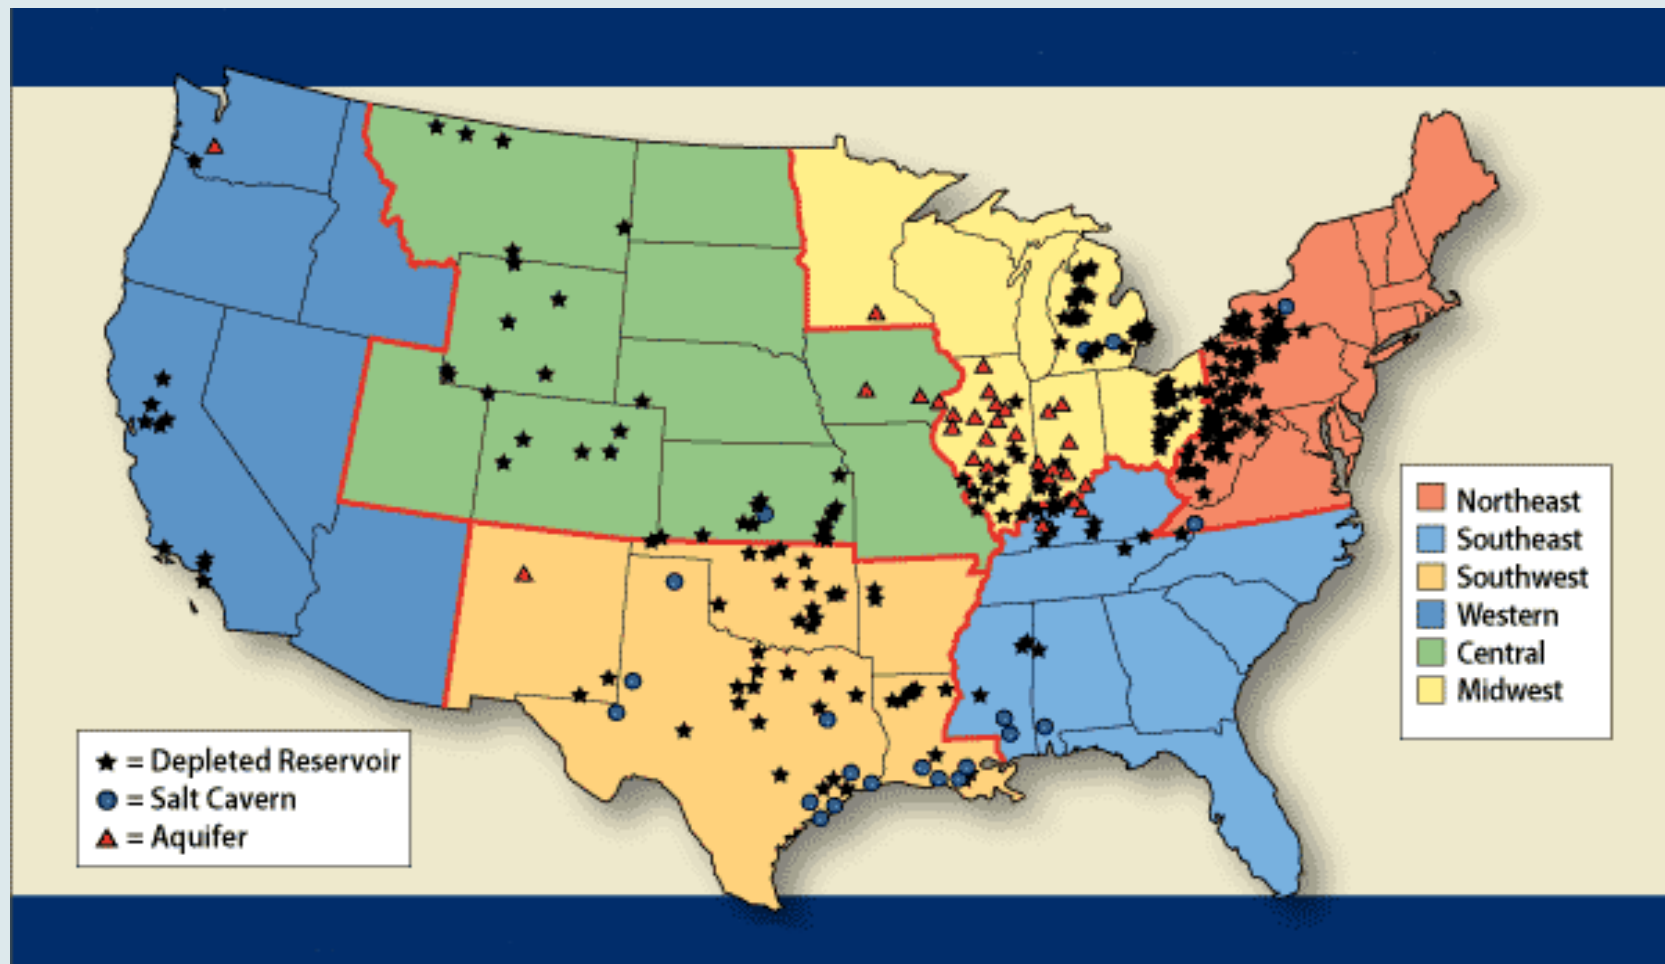 Northeast
Southeast
Southwest
Western
Central
Midwest
= Depleted Reservoir
= Salt Cavern
= Aquifer